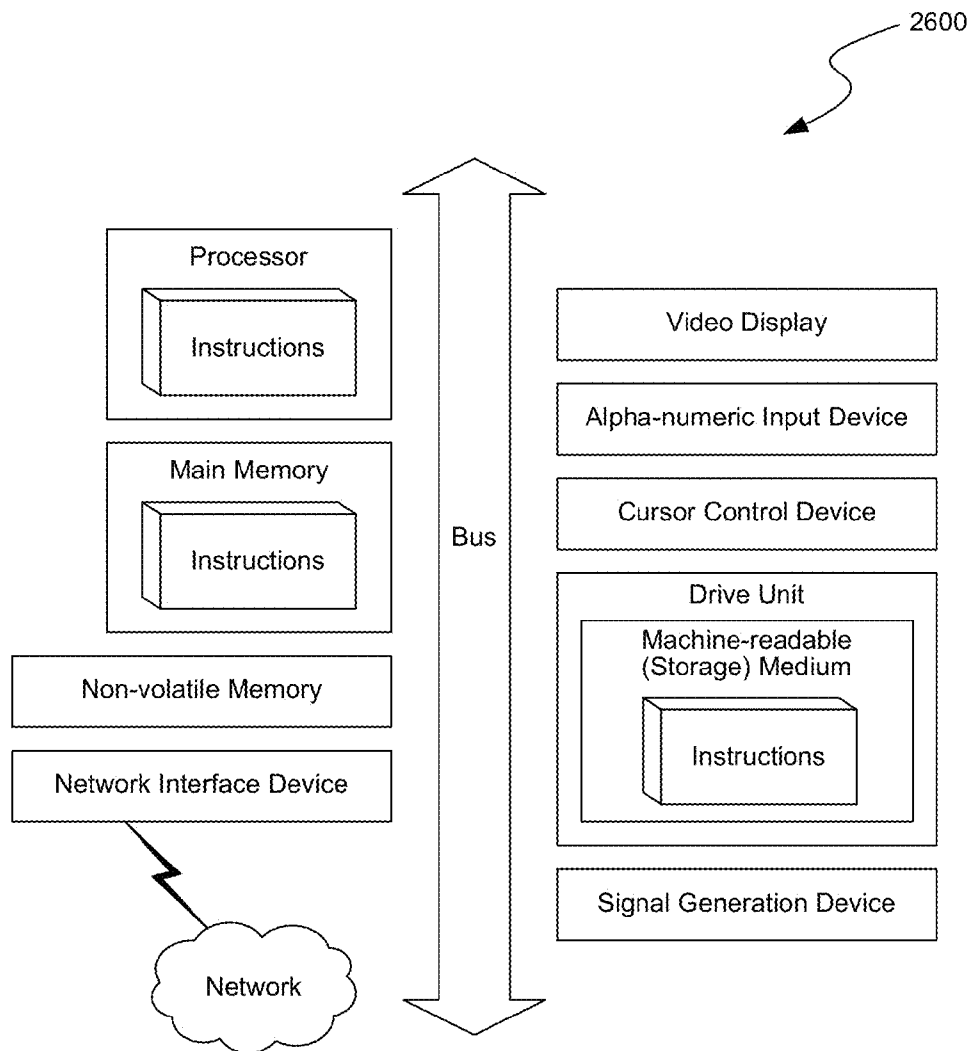 2600
Processor
Instructions
Main Memory
Instructions
Non-volatile Memory
Network Interface Device
Network
Bus
Video Display
Alpha-numeric Input Device
Cursor Control Device
Drive Unit
Machine-readable
(Storage) Medium
Instructions
Signal Generation Device